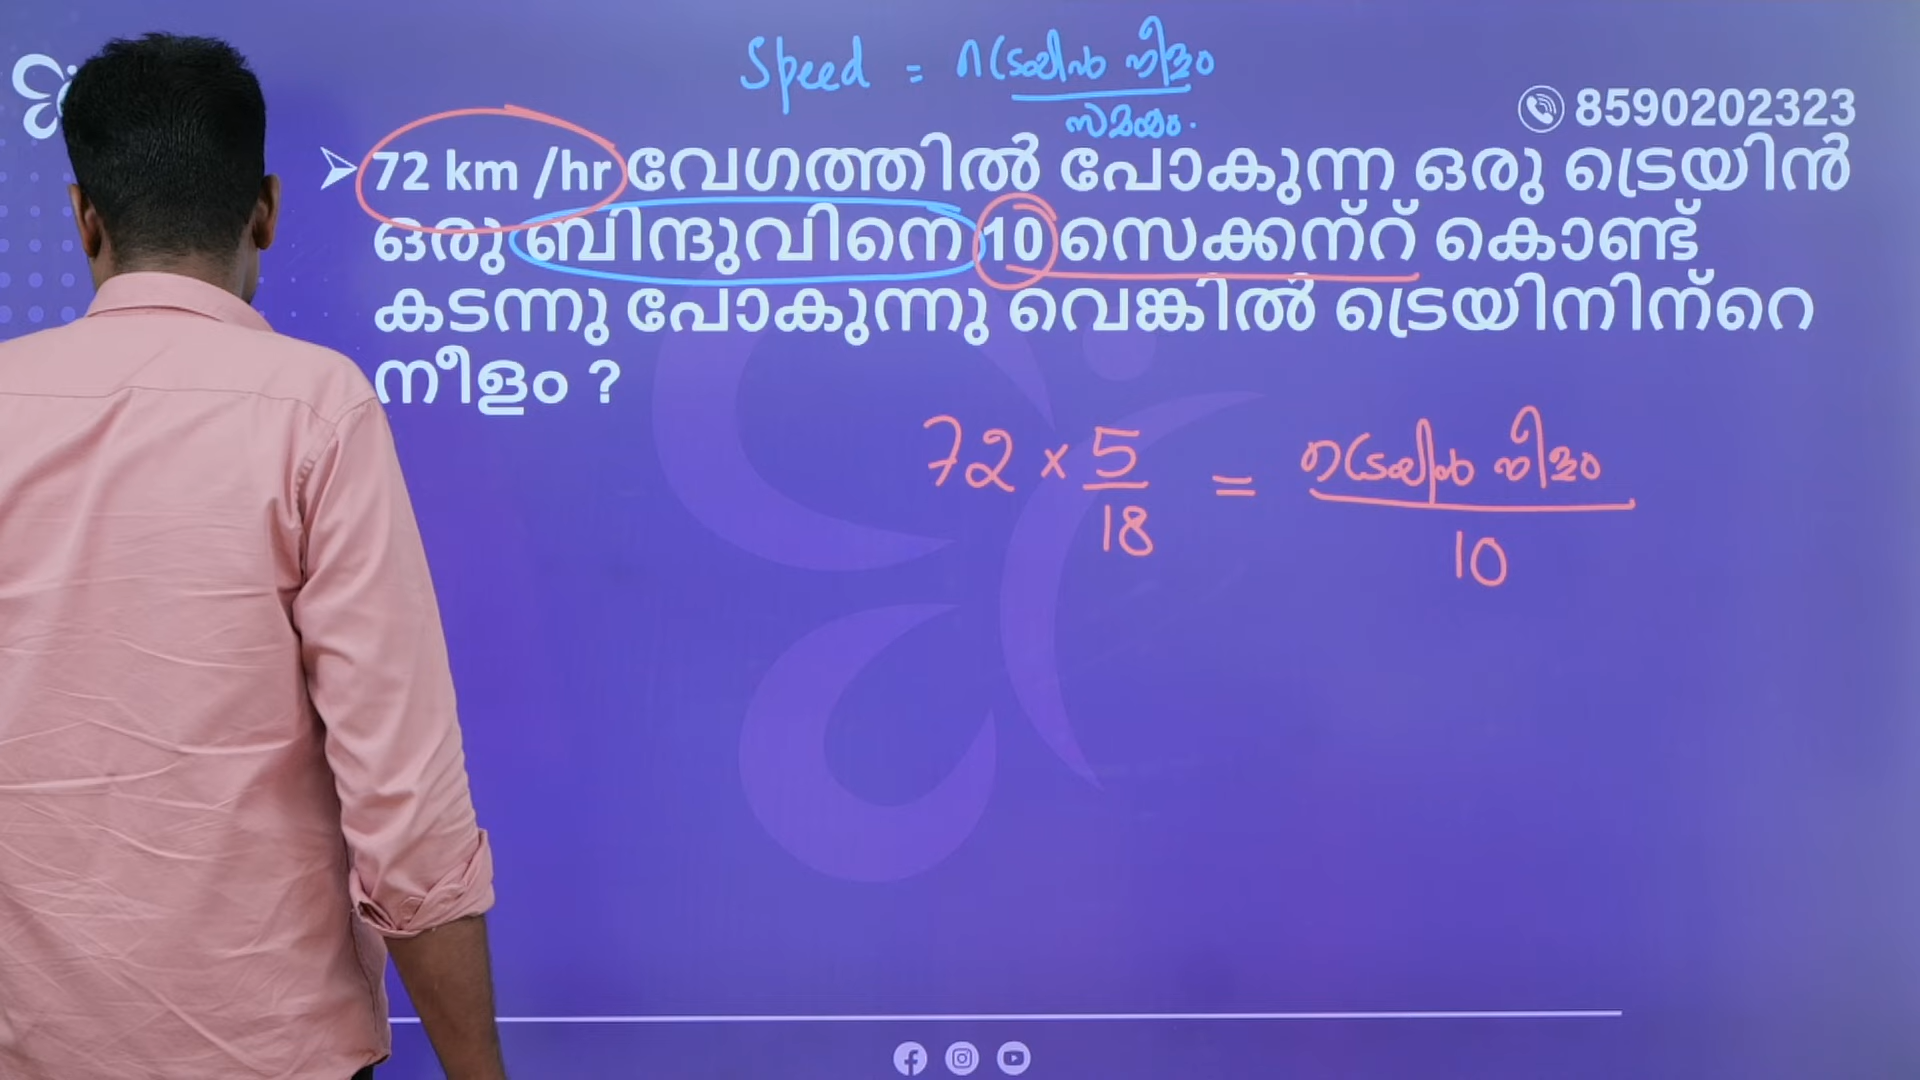 Speed = ട്രെയിൻ നീളം
സമയം.
8590202323
72 km /hr വേഗത്തിൽ പോകുന്ന ഒരു ട്രെയിൻ
ഒരു ബിന്ദുവിനെ 10 സെക്കന്റ് കൊണ്ട്
കടന്നു പോകുന്നു വെങ്കിൽ ട്രെയിനിന്റെ
നീളം ?
72 × 5/18 = ട്രെയിൻ നീളം/10